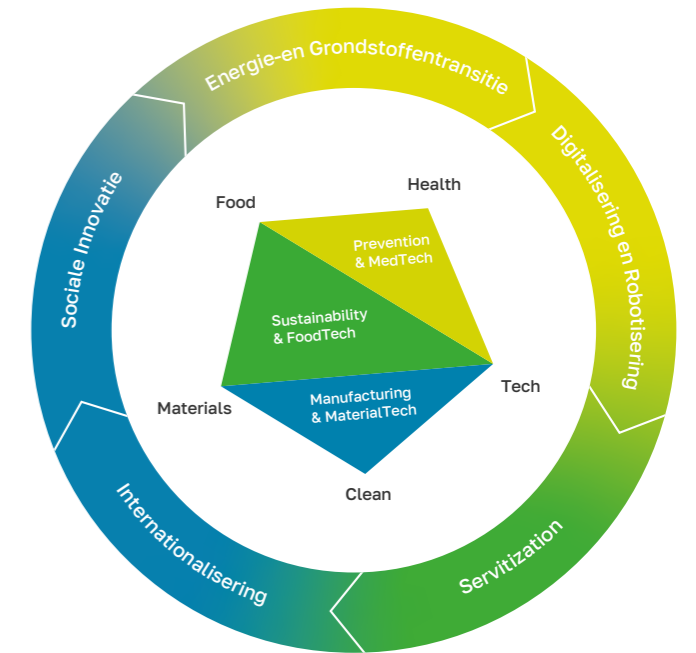 Energie-en Grondstoffentransitie
Digitalisering en Robotisering
Servitization
Internationalisering
Sociale Innovatie
Food
Health
Prevention
& MedTech
Sustainability
& FoodTech
Manufacturing
& MaterialTech
Materials
Tech
Clean